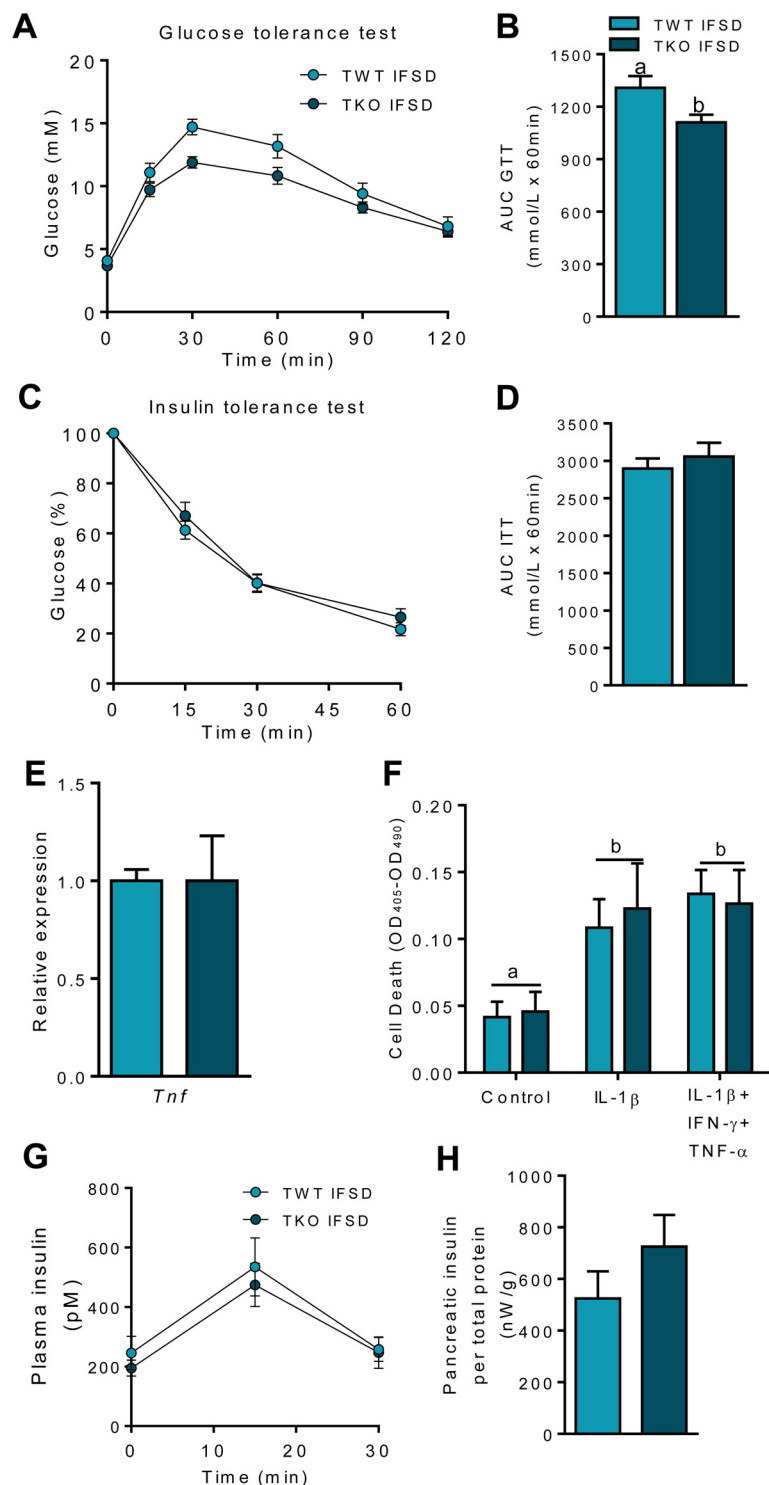 A
Glucose tolerance test
TWT IFSD
TKO IFSD
Glucose (mM)
20
15
10
5
0
0 30 60 90 120
Time (min)
B
TWT IFSD
TKO IFSD
AUC GTT
(mmol/L x 60min)
1500
1200
900
600
300
0
a
b
C
Insulin tolerance test
Glucose (%)
100
80
60
40
20
0
0 15 30 45 60
Time (min)
D
AUC ITT
(mmol/L x 60min)
3500
3000
2500
2000
1500
1000
500
0
E
Relative expression
1.5
1.0
0.5
0.0
Tnf
F
Cell Death (OD405-OD490)
0.20
0.15
0.10
0.05
0.00
a
b
b
Control
IL-1β
IL-1β+
IFN-γ+
TNF-α
G
TWT IFSD
TKO IFSD
Plasma insulin
(pM)
800
600
400
200
0
0 10 20 30
Time (min)
H
Pancreatic insulin
per total protein
(nW/g)
1000
800
600
400
200
0